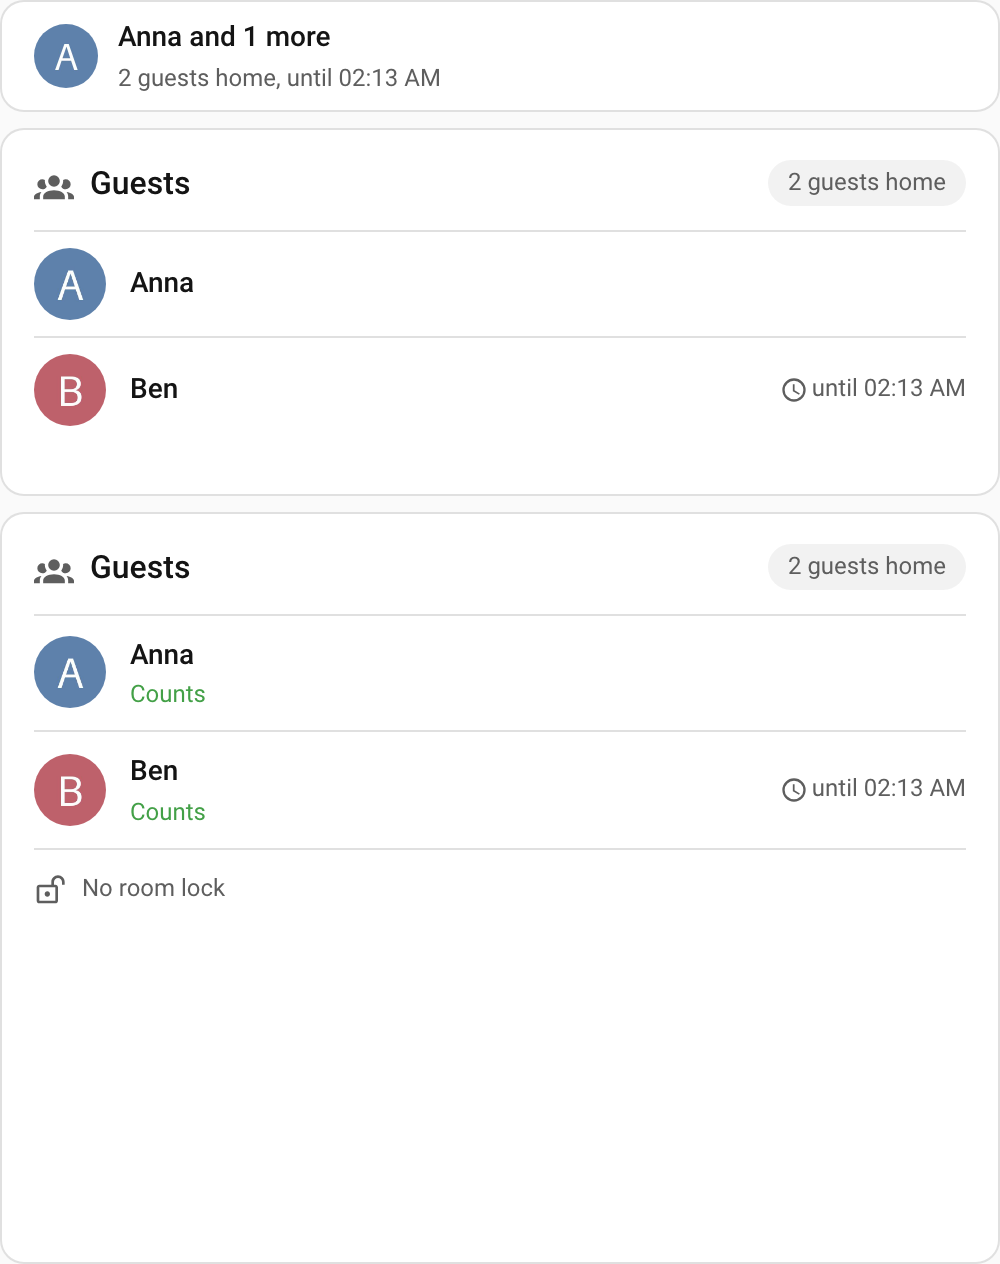 A
Anna and 1 more
2 guests home, until 02:13 AM
Guests
2 guests home
A
Anna
B
Ben
until 02:13 AM
Guests
2 guests home
A
Anna
Counts
B
Ben
Counts
until 02:13 AM
No room lock